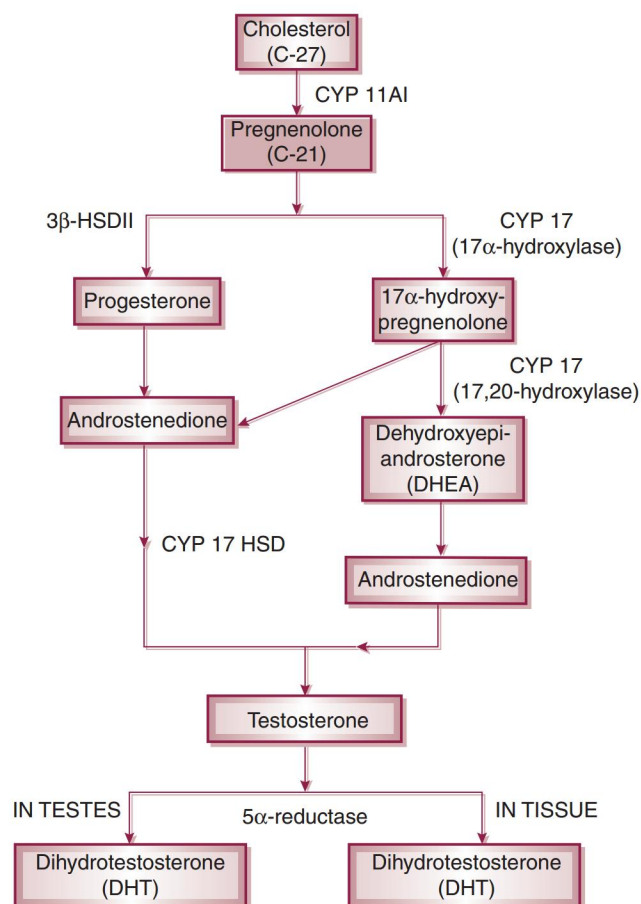 Cholesterol
(C-27)
CYP 11AI
Pregnenolone
(C-21)
3β-HSDII
CYP 17
(17α-hydroxylase)
Progesterone
17α-hydroxy-
pregnenolone
CYP 17
(17,20-hydroxylase)
Androstenedione
Dehydroxyepi-
androsterone
(DHEA)
CYP 17 HSD
Androstenedione
Testosterone
IN TESTES
5α-reductase
IN TISSUE
Dihydrotestosterone
(DHT)
Dihydrotestosterone
(DHT)